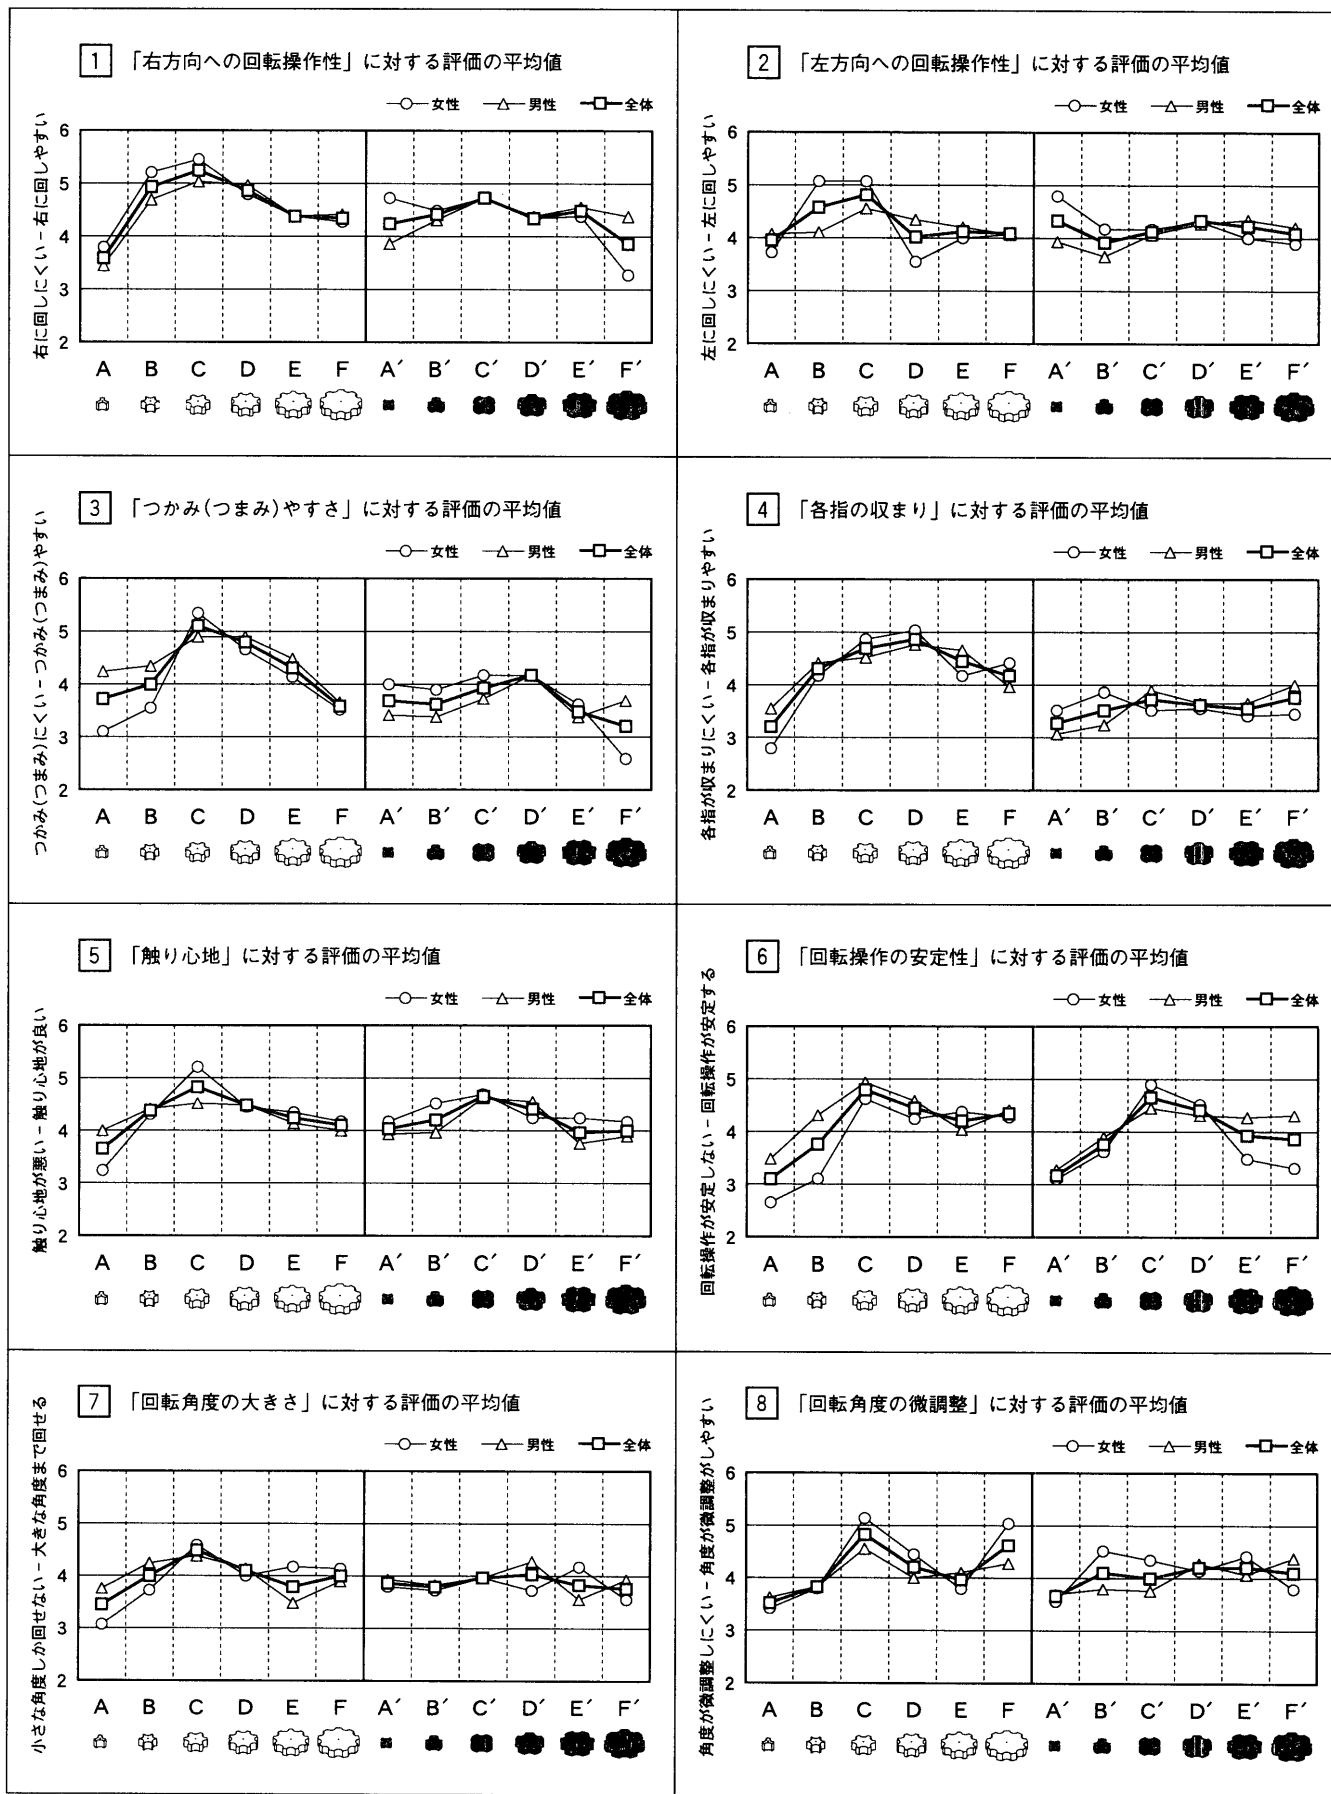 1 「右方向への回転操作性」に対する評価の平均値
女性 男性 全体
右に回しにくい－右に回しやすい
6
5
4
3
2
A B C D E F A′ B′ C′ D′ E′ F′
2 「左方向への回転操作性」に対する評価の平均値
女性 男性 全体
左に回しにくい－左に回しやすい
6
5
4
3
2
A B C D E F A′ B′ C′ D′ E′ F′
3 「つかみ(つまみ)やすさ」に対する評価の平均値
女性 男性 全体
つかみ(つまみ)にくい－つかみ(つまみ)やすい
6
5
4
3
2
A B C D E F A′ B′ C′ D′ E′ F′
4 「各指の収まり」に対する評価の平均値
女性 男性 全体
各指が収まりにくい－各指が収まりやすい
6
5
4
3
2
A B C D E F A′ B′ C′ D′ E′ F′
5 「触り心地」に対する評価の平均値
女性 男性 全体
触り心地が悪い－触り心地が良い
6
5
4
3
2
A B C D E F A′ B′ C′ D′ E′ F′
6 「回転操作の安定性」に対する評価の平均値
女性 男性 全体
回転操作が安定しない－回転操作が安定する
6
5
4
3
2
A B C D E F A′ B′ C′ D′ E′ F′
7 「回転角度の大きさ」に対する評価の平均値
女性 男性 全体
小さな角度しか回せない－大きな角度まで回せる
6
5
4
3
2
A B C D E F A′ B′ C′ D′ E′ F′
8 「回転角度の微調整」に対する評価の平均値
女性 男性 全体
角度が微調整しにくい－角度が微調整がしやすい
6
5
4
3
2
A B C D E F A′ B′ C′ D′ E′ F′